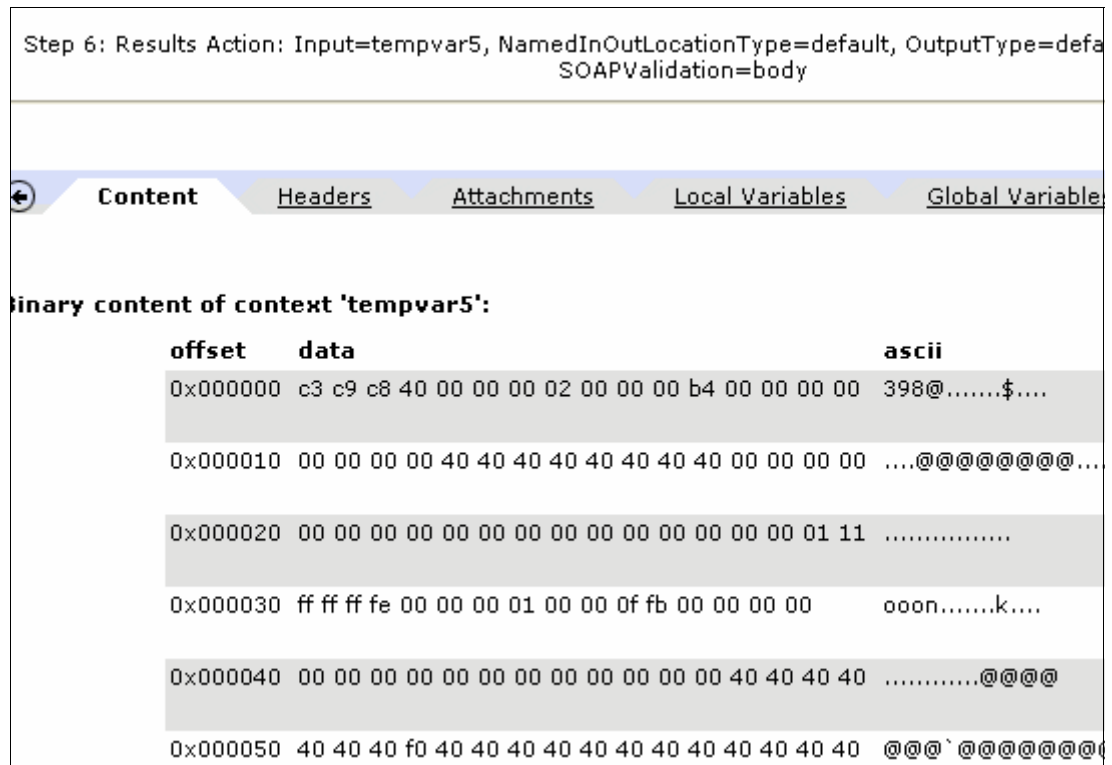 Step 6: Results Action: Input=tempvar5, NamedInOutLocationType=default, OutputType=defa
SOAPValidation=body
Content Headers Attachments Local Variables Global Variables
Binary content of context 'tempvar5':
offset data ascii
0x000000 c3 c9 c8 40 00 00 00 02 00 00 00 b4 00 00 00 00 398@.......$....
0x000010 00 00 00 00 40 40 40 40 40 40 40 40 00 00 00 00 ....@@@@@@@@....
0x000020 00 00 00 00 00 00 00 00 00 00 00 00 00 00 01 11 ................
0x000030 ff ff ff fe 00 00 00 01 00 00 0f fb 00 00 00 00 ooon.......k....
0x000040 00 00 00 00 00 00 00 00 00 00 00 00 40 40 40 40 ............@@@@
0x000050 40 40 40 f0 40 40 40 40 40 40 40 40 40 40 40 40 @@@`@@@@@@@@